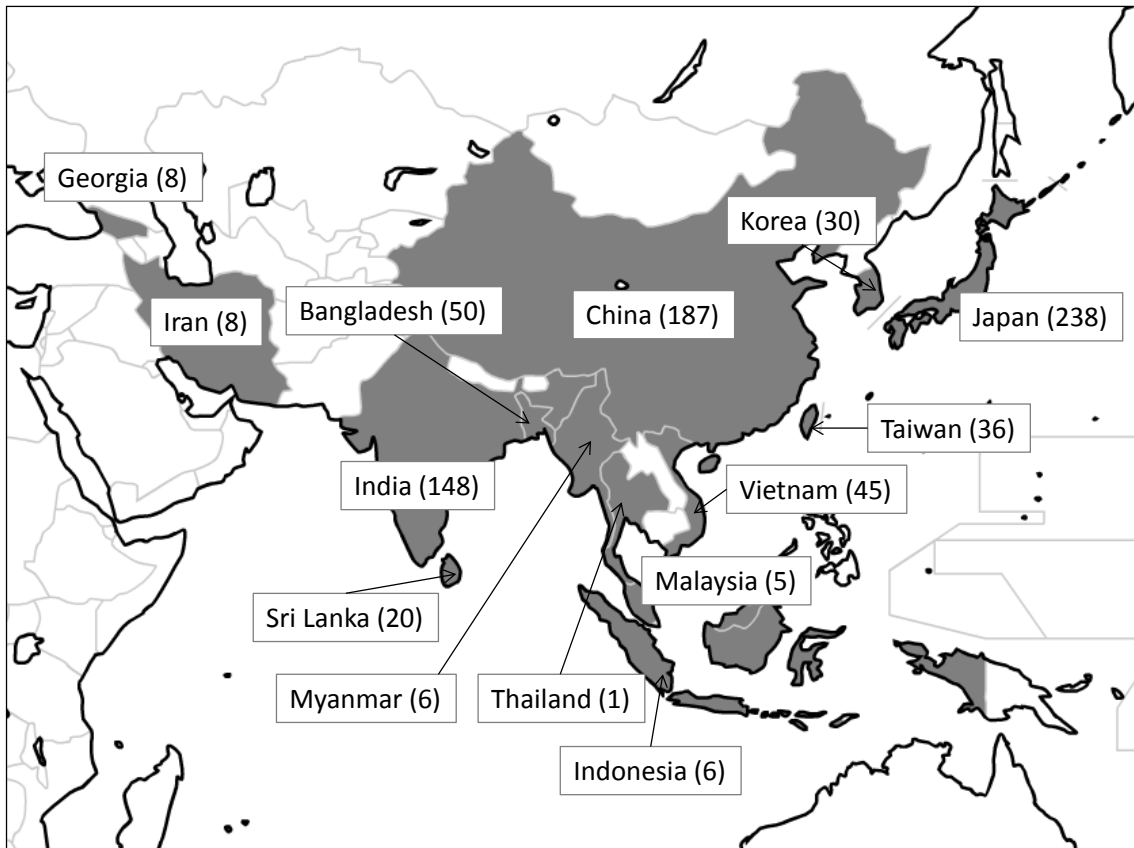 Georgia (8)
Korea (30)
Iran (8)
Bangladesh (50)
China (187)
Japan (238)
Taiwan (36)
India (148)
Vietnam (45)
Malaysia (5)
Sri Lanka (20)
Myanmar (6)
Thailand (1)
Indonesia (6)